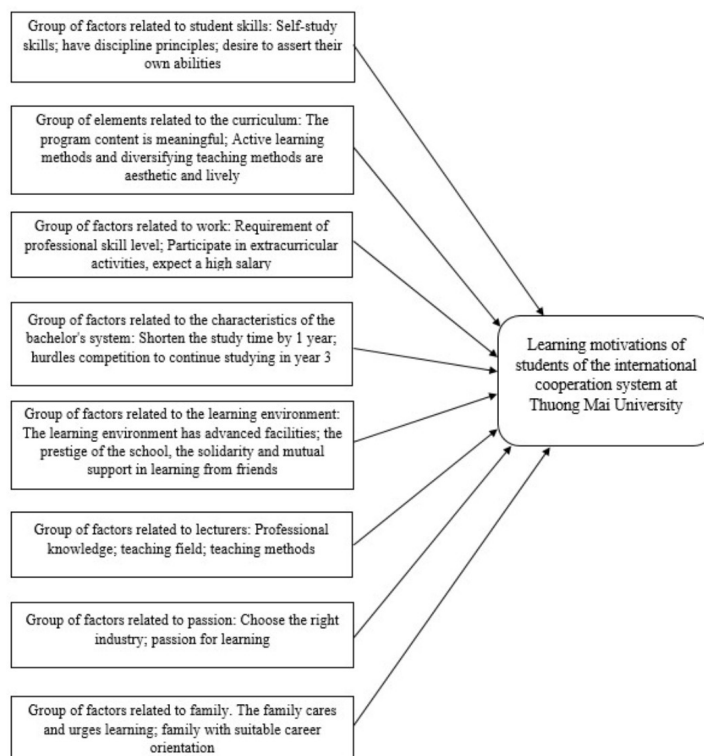 Group of factors related to student skills: Self-study
skills; have discipline principles; desire to assert their
own abilities
Group of elements related to the curriculum: The
program content is meaningful; Active learning
methods and diversifying teaching methods are
aesthetic and lively
Group of factors related to work: Requirement of
professional skill level; Participate in extracurricular
activities, expect a high salary
Group of factors related to the characteristics of the
bachelor's system: Shorten the study time by 1 year;
hurdles competition to continue studying in year 3
Group of factors related to the learning environment:
The learning environment has advanced facilities; the
prestige of the school, the solidarity and mutual
support in learning from friends
Group of factors related to lecturers: Professional
knowledge; teaching field; teaching methods
Group of factors related to passion: Choose the right
industry; passion for learning
Group of factors related to family. The family cares
and urges learning; family with suitable career
orientation
Learning motivations of
students of the international
cooperation system at
Thuong Mai University